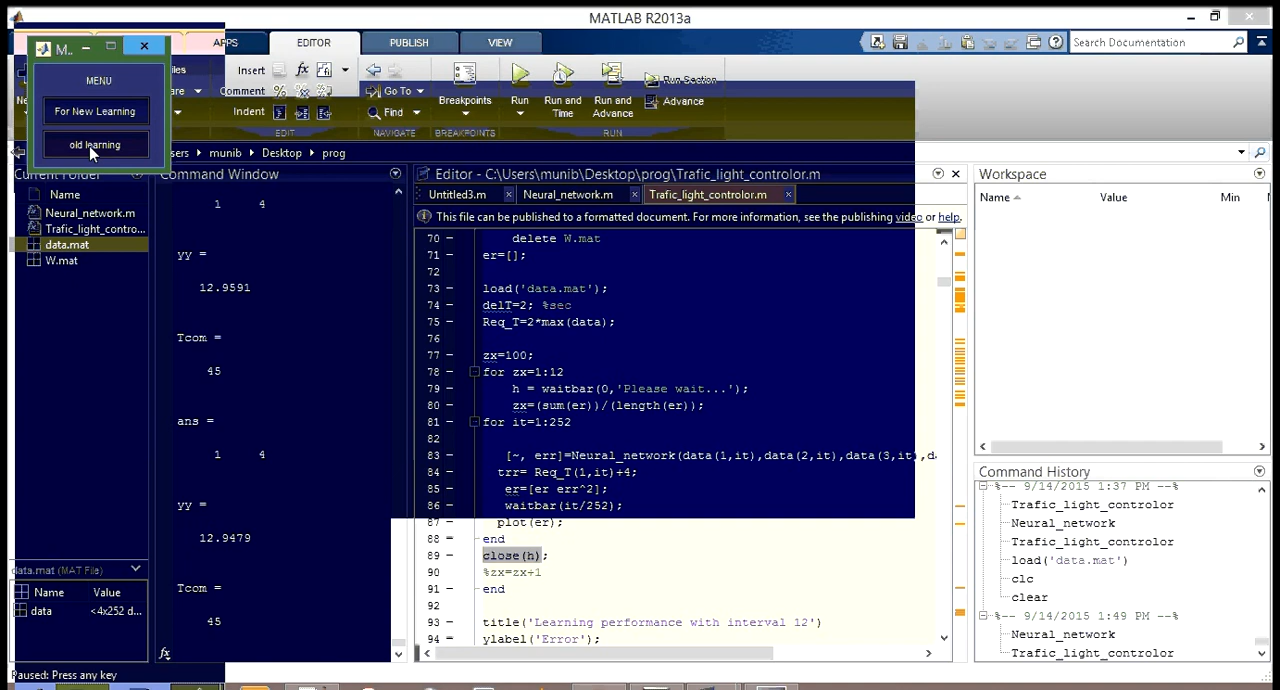 MATLAB R2013a
APPS
EDITOR
PUBLISH
VIEW
Search Documentation
M..
MENU
For New Learning
old learning
Insert
Comment
Indent
EDIT
Go To
Find
NAVIGATE
Breakpoints
BREAKPOINTS
Run
Run and
Time
Run and
Advance
Run Section
Advance
RUN
munib
Desktop
prog
Current Folder
Name
Neural_network.m
Trafic_light_contro...
data.mat
W.mat
data.mat (MAT File)
Name Value
data <4x252 d...
Command Window
1 4
yy =
12.9591
Tcom =
45
ans =
1 4
yy =
12.9479
Tcom =
45
fx
Editor - C:\Users\munib\Desktop\prog\Trafic_light_controlor.m
Untitled3.m
Neural_network.m
Trafic_light_controlor.m
This file can be published to a formatted document. For more information, see the publishing video or help.
70 - delete W.mat
71 - er=[];
72
73 - load('data.mat');
74 - delT=2; %sec
75 - Req_T=2*max(data);
76
77 - zx=100;
78 - for zx=1:12
79 - h = waitbar(0,'Please wait...');
80 - zx=(sum(er))/(length(er));
81 - for it=1:252
82
83 - [~, err]=Neural_network(data(1,it),data(2,it),data(3,it),d
84 - trr= Req_T(1,it)+4;
85 - er=[er err^2];
86 - waitbar(it/252);
87 - plot(er);
88 - end
89 - close(h);
90 %zx=zx+1
91 - end
92
93 - title('Learning performance with interval 12')
94 - ylabel('Error');
Workspace
Name Value Min
Command History
%-- 9/14/2015 1:37 PM --%
Trafic_light_controlor
Neural_network
Trafic_light_controlor
load('data.mat')
clc
clear
%-- 9/14/2015 1:49 PM --%
Neural_network
Trafic_light_controlor
Paused: Press any key